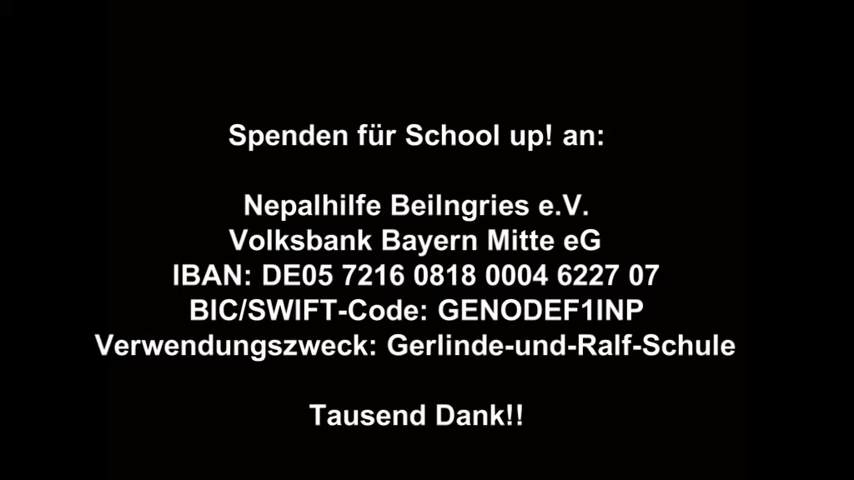 Spenden für School up! an:
Nepalhilfe Beilngries e.V.
Volksbank Bayern Mitte eG
IBAN: DE05 7216 0818 0004 6227 07
BIC/SWIFT-Code: GENODEF1INP
Verwendungszweck: Gerlinde-und-Ralf-Schule
Tausend Dank!!